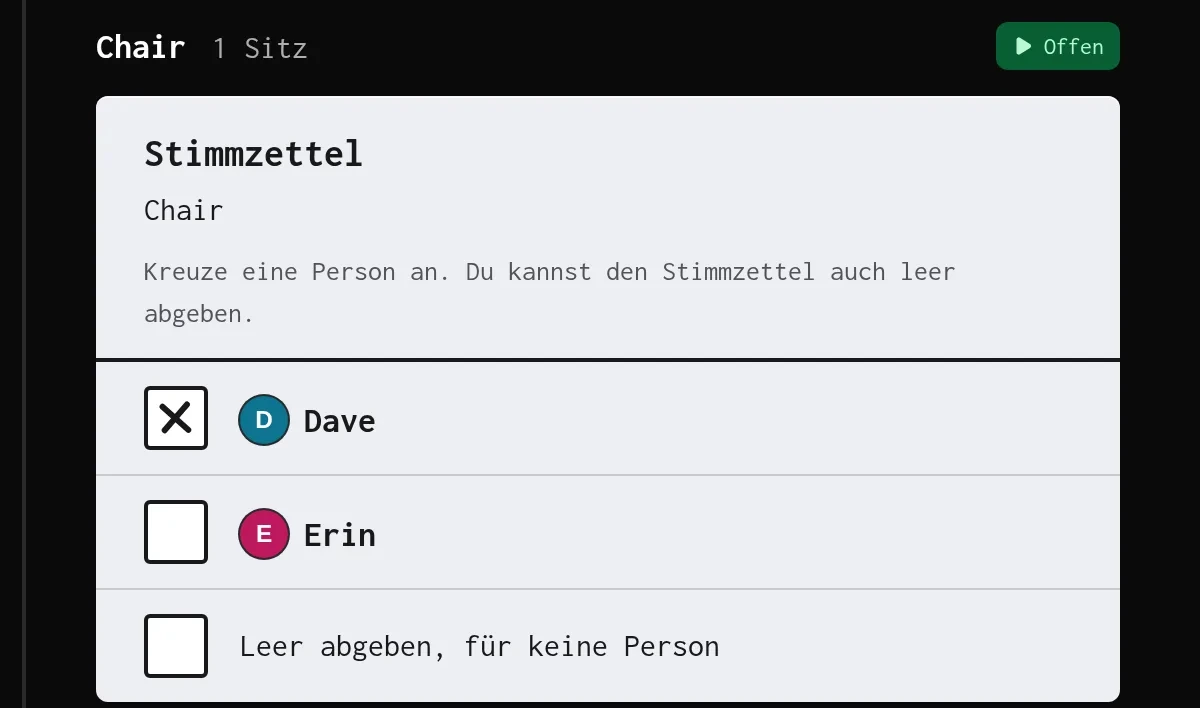 Chair 1 Sitz
Offen
Stimmzettel
Chair
Kreuze eine Person an. Du kannst den Stimmzettel auch leer
abgeben.
D Dave
E Erin
Leer abgeben, für keine Person